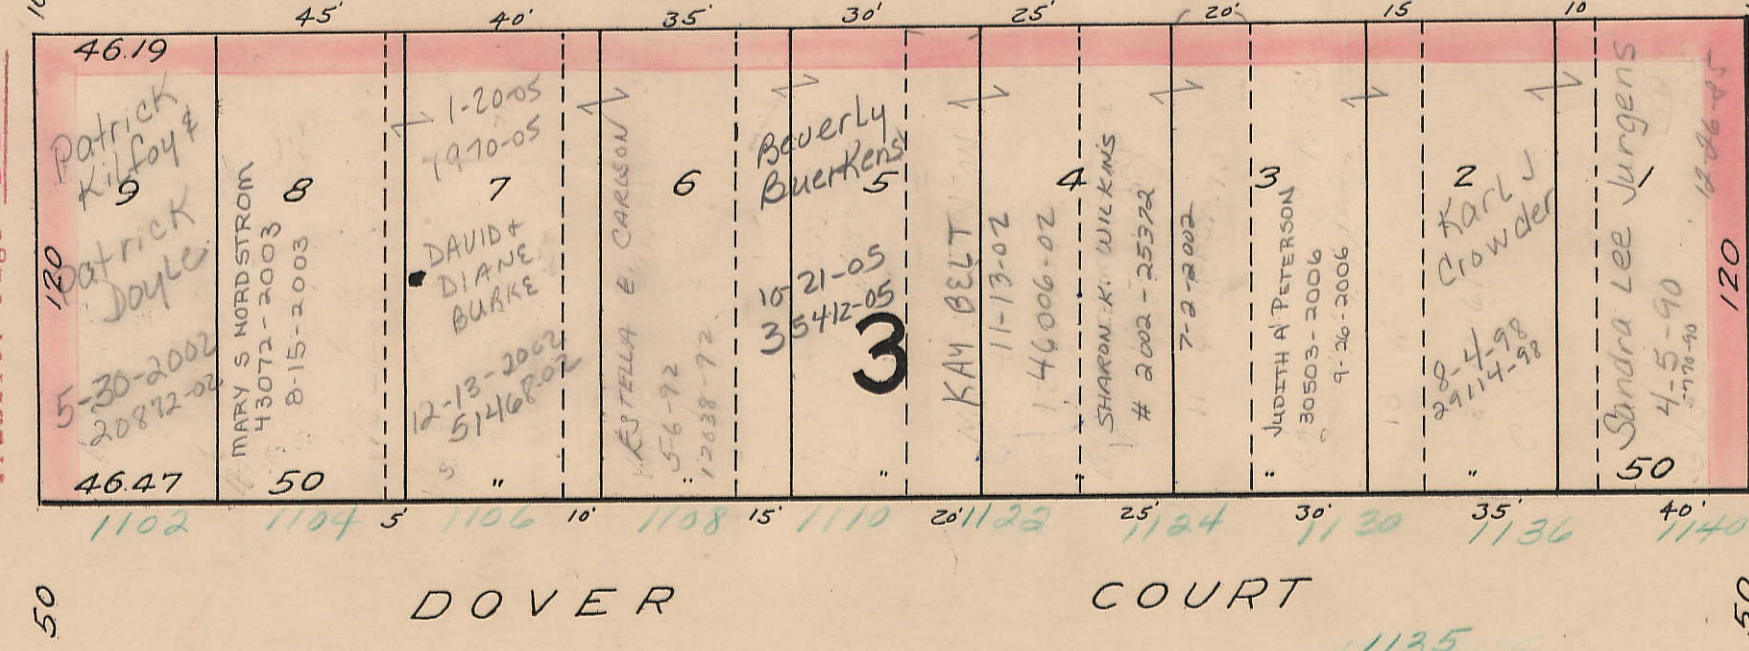 45' 40' 35' 30' 25' 20' 15 10
46.19
Patrick
Kilfoy &
9
Patrick
Doyle
5-30-2002
20872-02
46.47
120
MARY S NORDSTROM
43072-2003
8-15-2003
8
50
1-20-05
1970-05
7
DAVID &
DIANE
BURKE
12-13-2002
51468-02
"
ESTELLA E. CARLSON
5-6-92
12038-92
6
"
Beverly
Buerkens
5
10-21-05
35412-05
3
"
KAY BELT
11-13-02
46006-02
4
"
SHARON K. WILKINS
# 2002-25372
7-2-2002
3
JUDITH A PETERSON
30503-2006
9-26-2006
"
2
Karl J
Crowder
8-4-98
29114-98
"
Sandra Lee Jurgens
4-5-90
1
50
120
5' 10' 15' 20' 25' 30' 35' 40'
1102 1104 1106 1108 1110 1122 1124 1130 1136 1140
50 DOVER COURT 50
1135